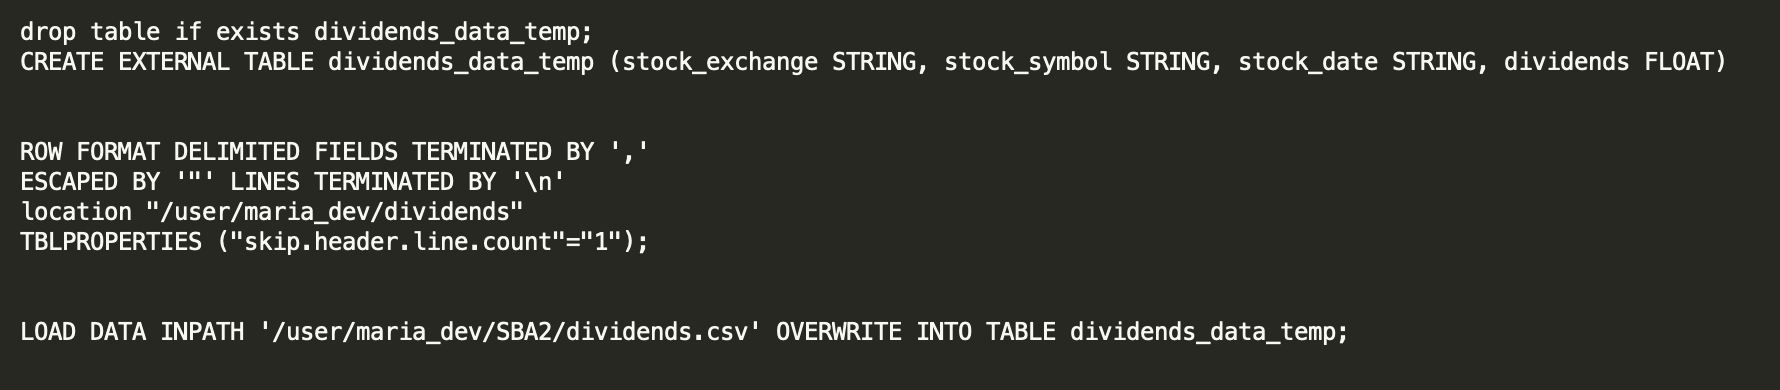 drop table if exists dividends_data_temp;
CREATE EXTERNAL TABLE dividends_data_temp (stock_exchange STRING, stock_symbol STRING, stock_date STRING, dividends FLOAT)
ROW FORMAT DELIMITED FIELDS TERMINATED BY ','
ESCAPED BY '"' LINES TERMINATED BY '\n'
location "/user/maria_dev/dividends"
TBLPROPERTIES ("skip.header.line.count"="1");
LOAD DATA INPATH '/user/maria_dev/SBA2/dividends.csv' OVERWRITE INTO TABLE dividends_data_temp;